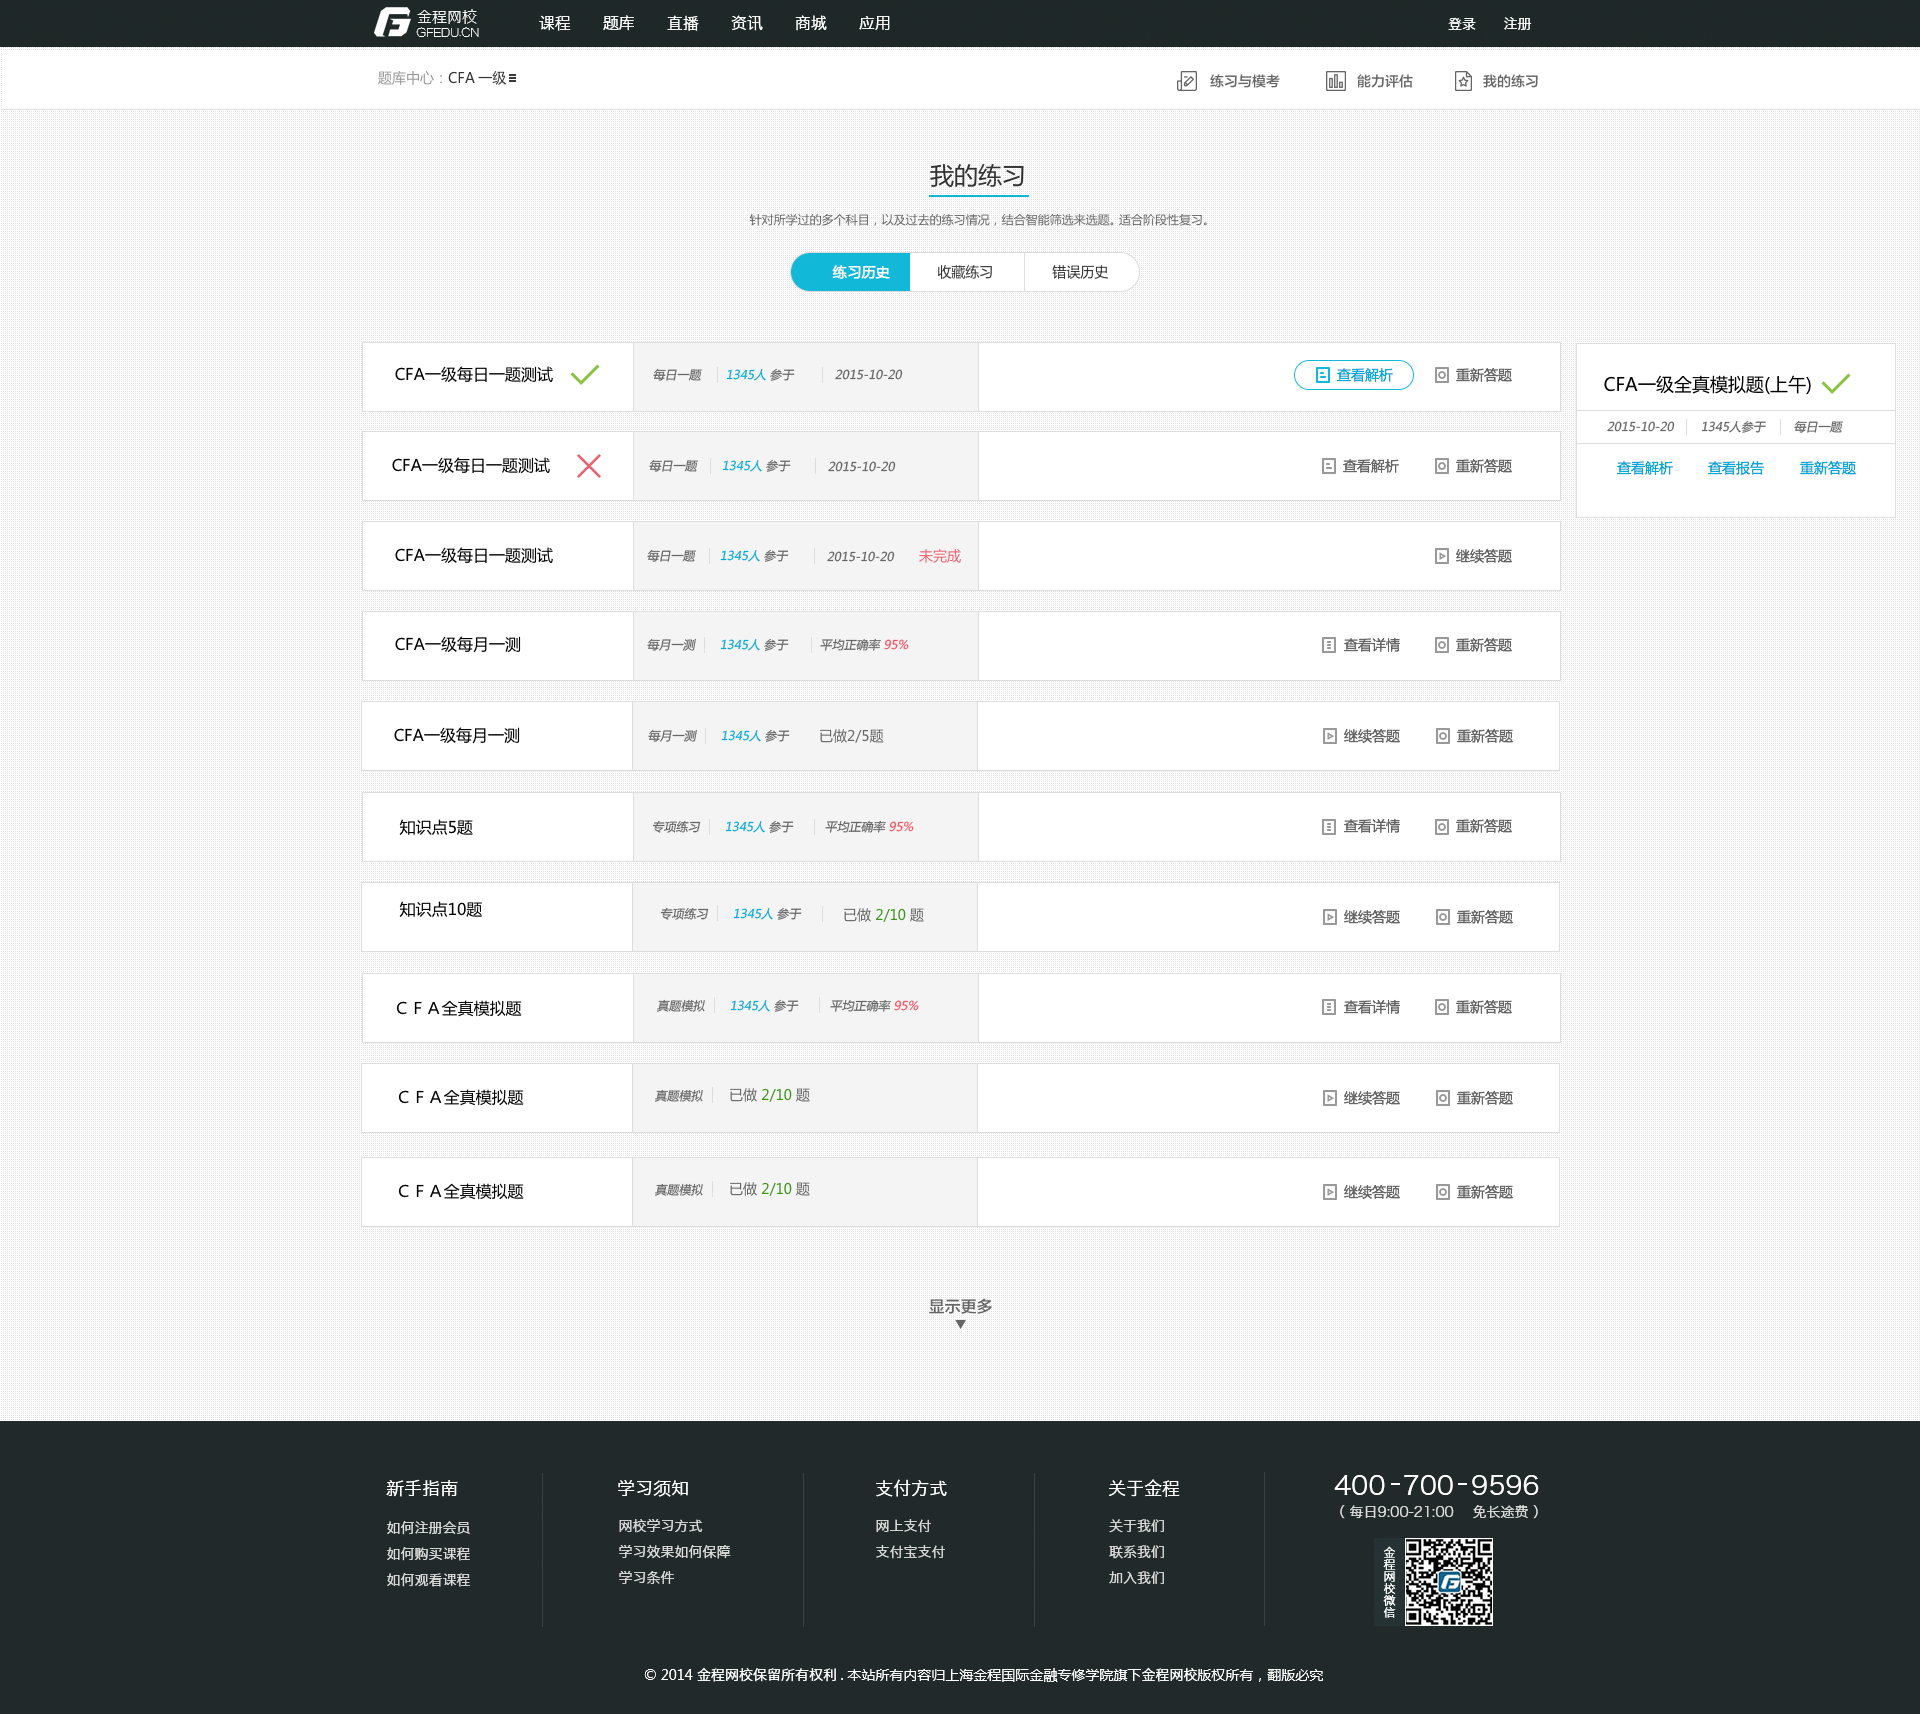 金程网校
GFEDU.CN
课程 题库 直播 资讯 商城 应用 登录 注册
题库中心：CFA 一级 练习与模考 能力评估 我的练习
我的练习
针对所学过的多个科目，以及过去的练习情况，结合智能筛选来选题。适合阶段性复习。
练习历史 收藏练习 错误历史
CFA一级每日一题测试 每日一题 1345人 参于 2015-10-20 查看解析 重新答题
CFA一级全真模拟题(上午)
2015-10-20 1345人参于 每日一题
查看解析 查看报告 重新答题
CFA一级每日一题测试 每日一题 1345人 参于 2015-10-20 查看解析 重新答题
CFA一级每日一题测试 每日一题 1345人 参于 2015-10-20 未完成 继续答题
CFA一级每月一测 每月一测 1345人 参于 平均正确率 95% 查看详情 重新答题
CFA一级每月一测 每月一测 1345人 参于 已做2/5题 继续答题 重新答题
知识点5题 专项练习 1345人 参于 平均正确率 95% 查看详情 重新答题
知识点10题 专项练习 1345人 参于 已做 2/10 题 继续答题 重新答题
ＣＦＡ全真模拟题 真题模拟 1345人 参于 平均正确率 95% 查看详情 重新答题
ＣＦＡ全真模拟题 真题模拟 已做 2/10 题 继续答题 重新答题
ＣＦＡ全真模拟题 真题模拟 已做 2/10 题 继续答题 重新答题
显示更多
新手指南
如何注册会员
如何购买课程
如何观看课程
学习须知
网校学习方式
学习效果如何保障
学习条件
支付方式
网上支付
支付宝支付
关于金程
关于我们
联系我们
加入我们
400-700-9596
（ 每日9:00-21:00 免长途费 ）
金程网校微信
© 2014 金程网校保留所有权利 . 本站所有内容归上海金程国际金融专修学院旗下金程网校版权所有，翻版必究